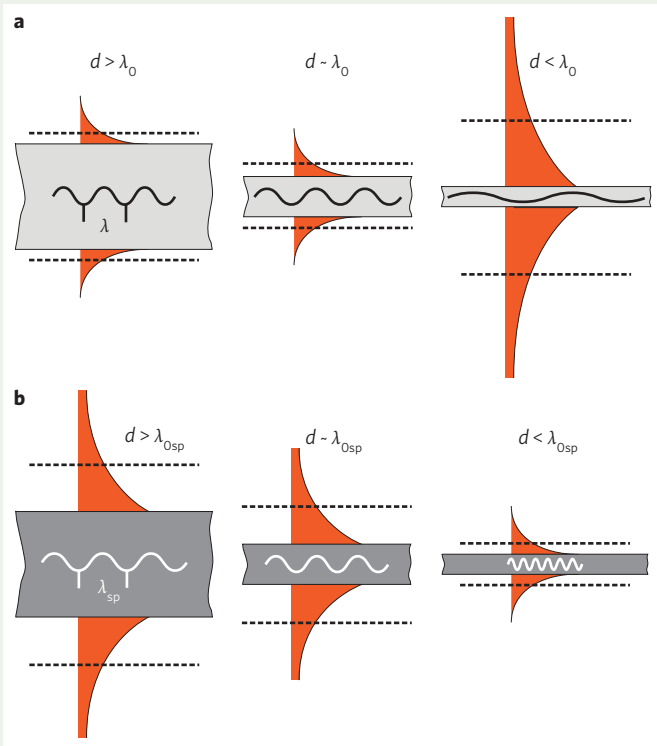 a
d > λ₀
d ~ λ₀
d < λ₀
λ
b
d > λ₀sp
d ~ λ₀sp
d < λ₀sp
λsp